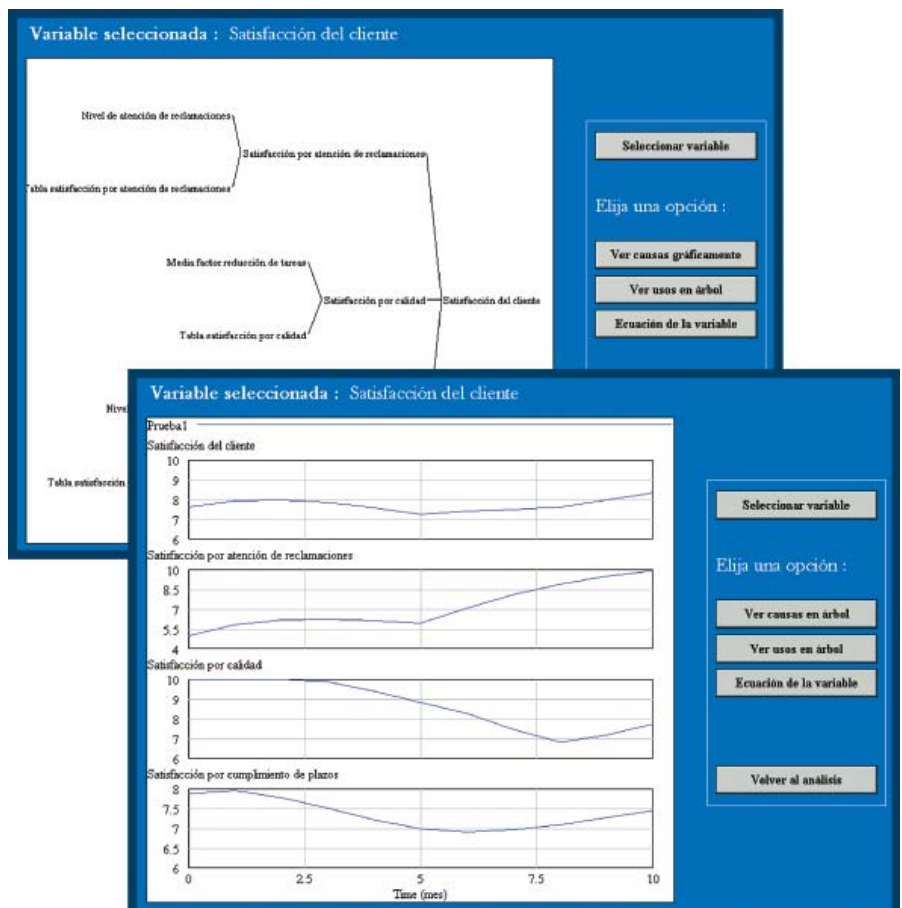 Variable seleccionada : Satisfacción del cliente
Nivel de atención de reclamaciones
Satisfacción por atención de reclamaciones
Tabla satisfacción por atención de reclamaciones
Media factor reducción de tareas
Satisfacción por calidad
Satisfacción del cliente
Tabla satisfacción por calidad
Tabla satisfacción
Seleccionar variable
Elija una opción :
Ver causas gráficamente
Ver usos en árbol
Ecuación de la variable
Variable seleccionada : Satisfacción del cliente
Prueba1
Satisfacción del cliente
10
9
8
7
6
Satisfacción por atención de reclamaciones
10
8.5
7
5.5
4
Satisfacción por calidad
10
9
8
7
6
Satisfacción por cumplimiento de plazos
8
7.5
7
6.5
6
0 2.5 5 7.5 10
Time (mes)
Seleccionar variable
Elija una opción :
Ver causas en árbol
Ver usos en árbol
Ecuación de la variable
Volver al análisis